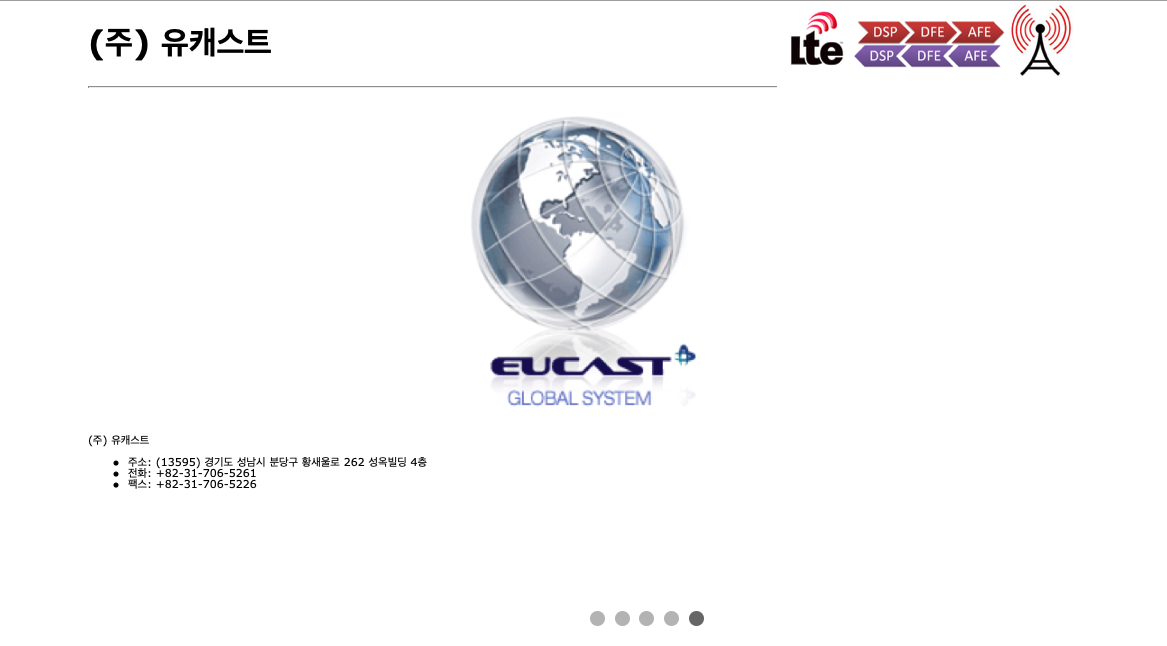 (주) 유캐스트
Lte
DSP DFE AFE
DSP DFE AFE
EUCAST
GLOBAL SYSTEM
(주) 유캐스트
주소: (13595) 경기도 성남시 분당구 황새울로 262 성옥빌딩 4층
전화: +82-31-706-5261
팩스: +82-31-706-5226